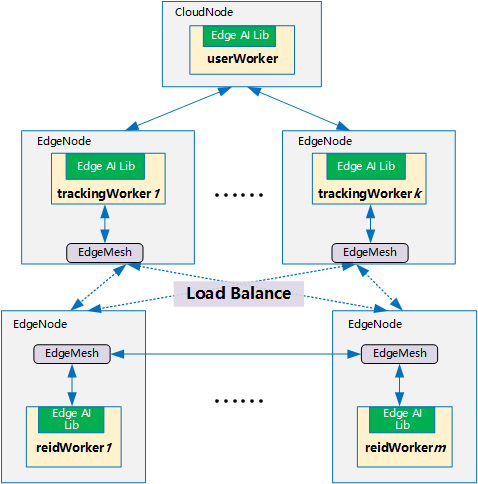 CloudNode
Edge AI Lib
userWorker
EdgeNode
Edge AI Lib
trackingWorker 1
EdgeMesh
......
EdgeNode
Edge AI Lib
trackingWorker k
EdgeMesh
Load Balance
EdgeNode
EdgeMesh
Edge AI
Lib
reidWorker 1
......
EdgeNode
EdgeMesh
Edge AI
Lib
reidWorker m